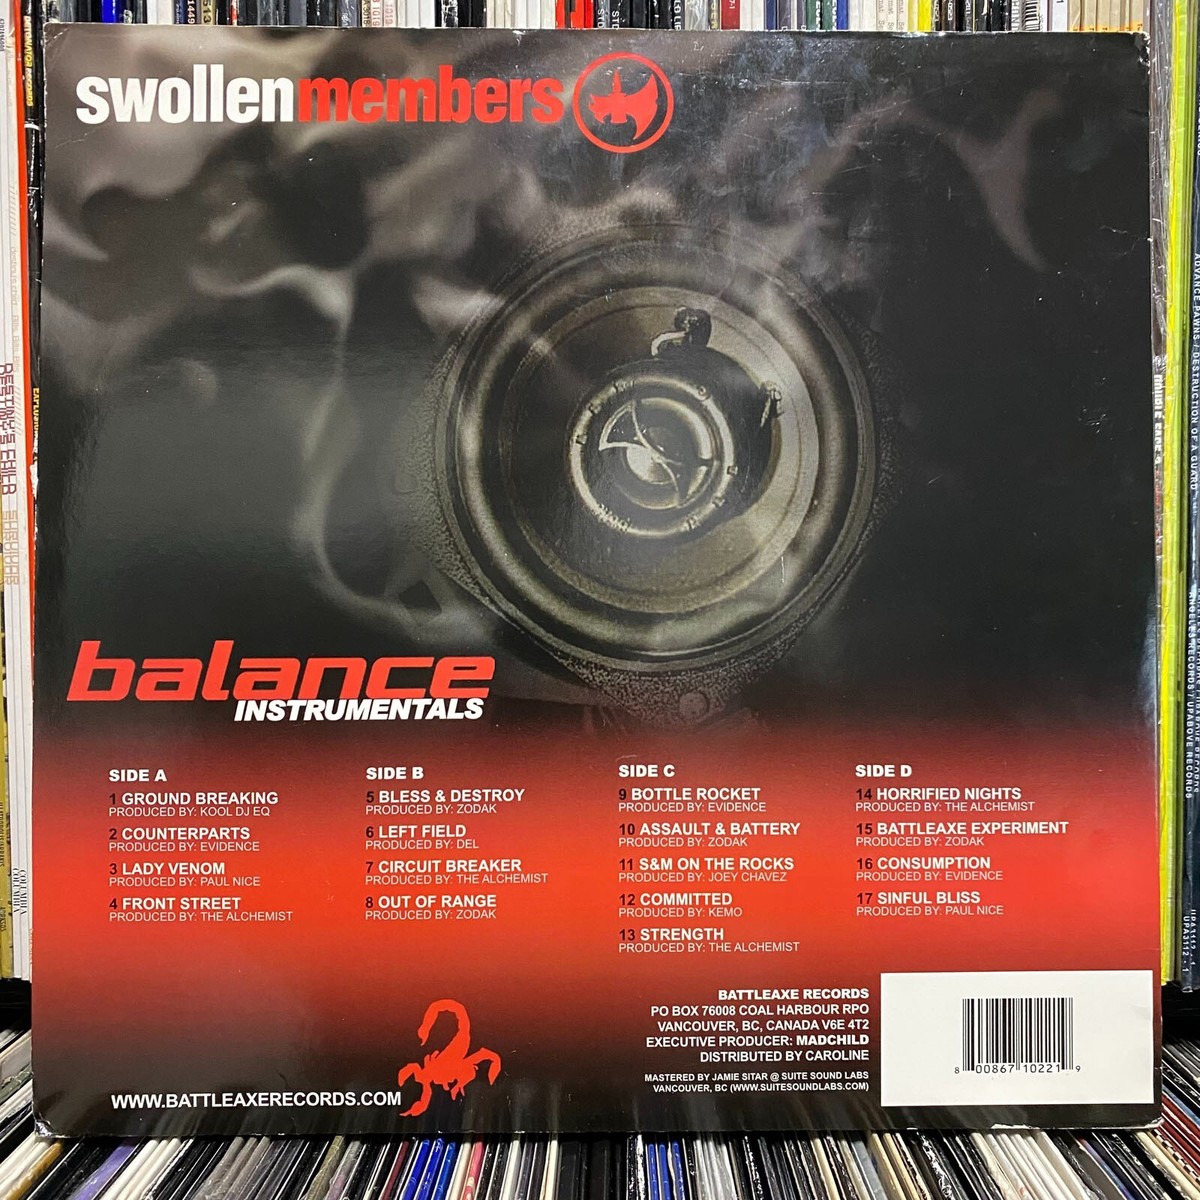 swollenmembers
balance
INSTRUMENTALS
SIDE A
1 GROUND BREAKING
PRODUCED BY: KOOL DJ EQ
2 COUNTERPARTS
PRODUCED BY: EVIDENCE
3 LADY VENOM
PRODUCED BY: PAUL NICE
4 FRONT STREET
PRODUCED BY: THE ALCHEMIST
SIDE B
5 BLESS & DESTROY
PRODUCED BY: ZODAK
6 LEFT FIELD
PRODUCED BY: DEL
7 CIRCUIT BREAKER
PRODUCED BY: THE ALCHEMIST
8 OUT OF RANGE
PRODUCED BY: ZODAK
SIDE C
9 BOTTLE ROCKET
PRODUCED BY: EVIDENCE
10 ASSAULT & BATTERY
PRODUCED BY: ZODAK
11 S&M ON THE ROCKS
PRODUCED BY: JOEY CHAVEZ
12 COMMITTED
PRODUCED BY: KEMO
13 STRENGTH
PRODUCED BY: THE ALCHEMIST
SIDE D
14 HORRIFIED NIGHTS
PRODUCED BY: THE ALCHEMIST
15 BATTLEAXE EXPERIMENT
PRODUCED BY: ZODAK
16 CONSUMPTION
PRODUCED BY: EVIDENCE
17 SINFUL BLISS
PRODUCED BY: PAUL NICE
BATTLEAXE RECORDS
PO BOX 76008 COAL HARBOUR RPO
VANCOUVER, BC, CANADA V6E 4T2
EXECUTIVE PRODUCER: MADCHILD
DISTRIBUTED BY CAROLINE
MASTERED BY JAMIE SITAR @ SUITE SOUND LABS
VANCOUVER, BC (WWW.SUITESOUNDLABS.COM)
WWW.BATTLEAXERECORDS.COM
8 00867 10221 9
DESTINY'S CHILD
COLUMBIA
UPA3112 - 1